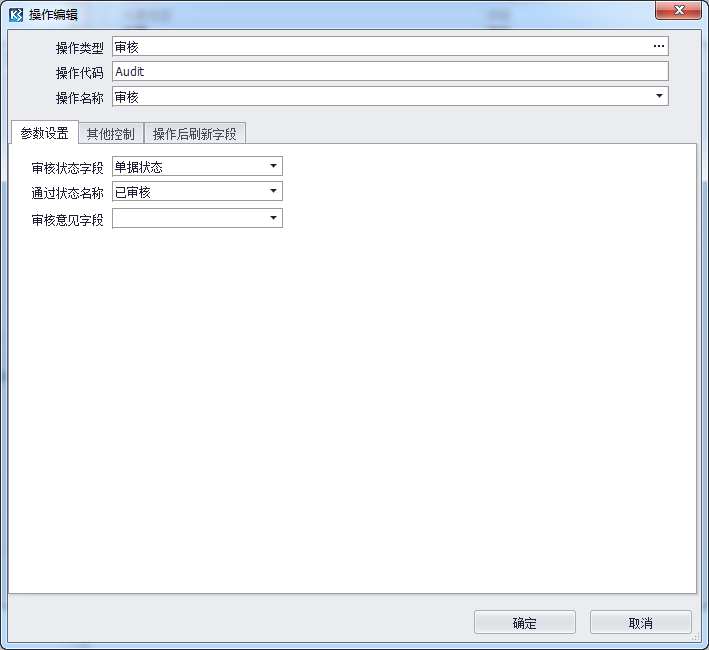 操作编辑
操作类型 审核 ...
操作代码 Audit
操作名称 审核
参数设置 其他控制 操作后刷新字段
审核状态字段 单据状态
通过状态名称 已审核
审核意见字段
确定 取消